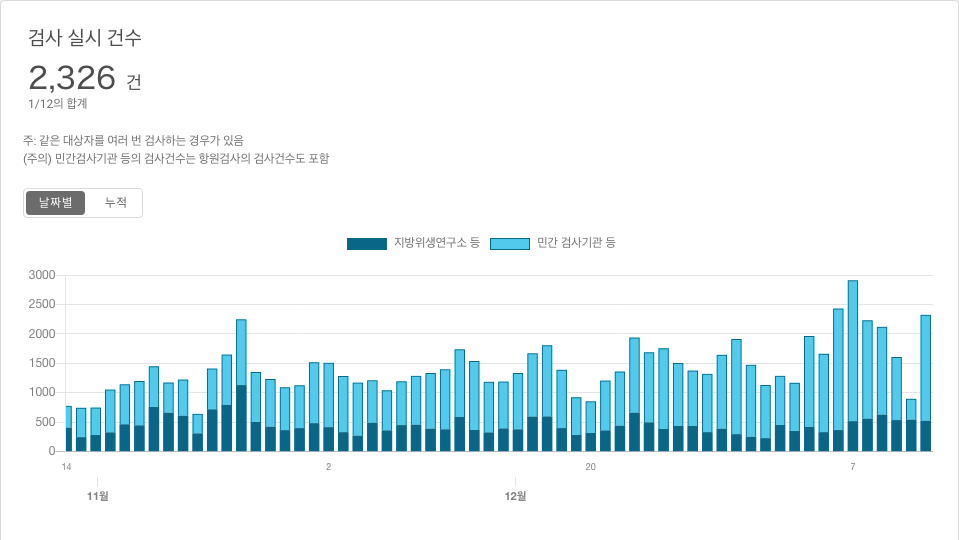 검사 실시 건수
2,326 건
1/12의 합계
주: 같은 대상자를 여러 번 검사하는 경우가 있음
(주의) 민간검사기관 등의 검사건수는 항원검사의 검사건수도 포함
날짜별 누적
지방위생연구소 등 민간 검사기관 등
3000
2500
2000
1500
1000
500
0
14 2 20 7
11월 12월